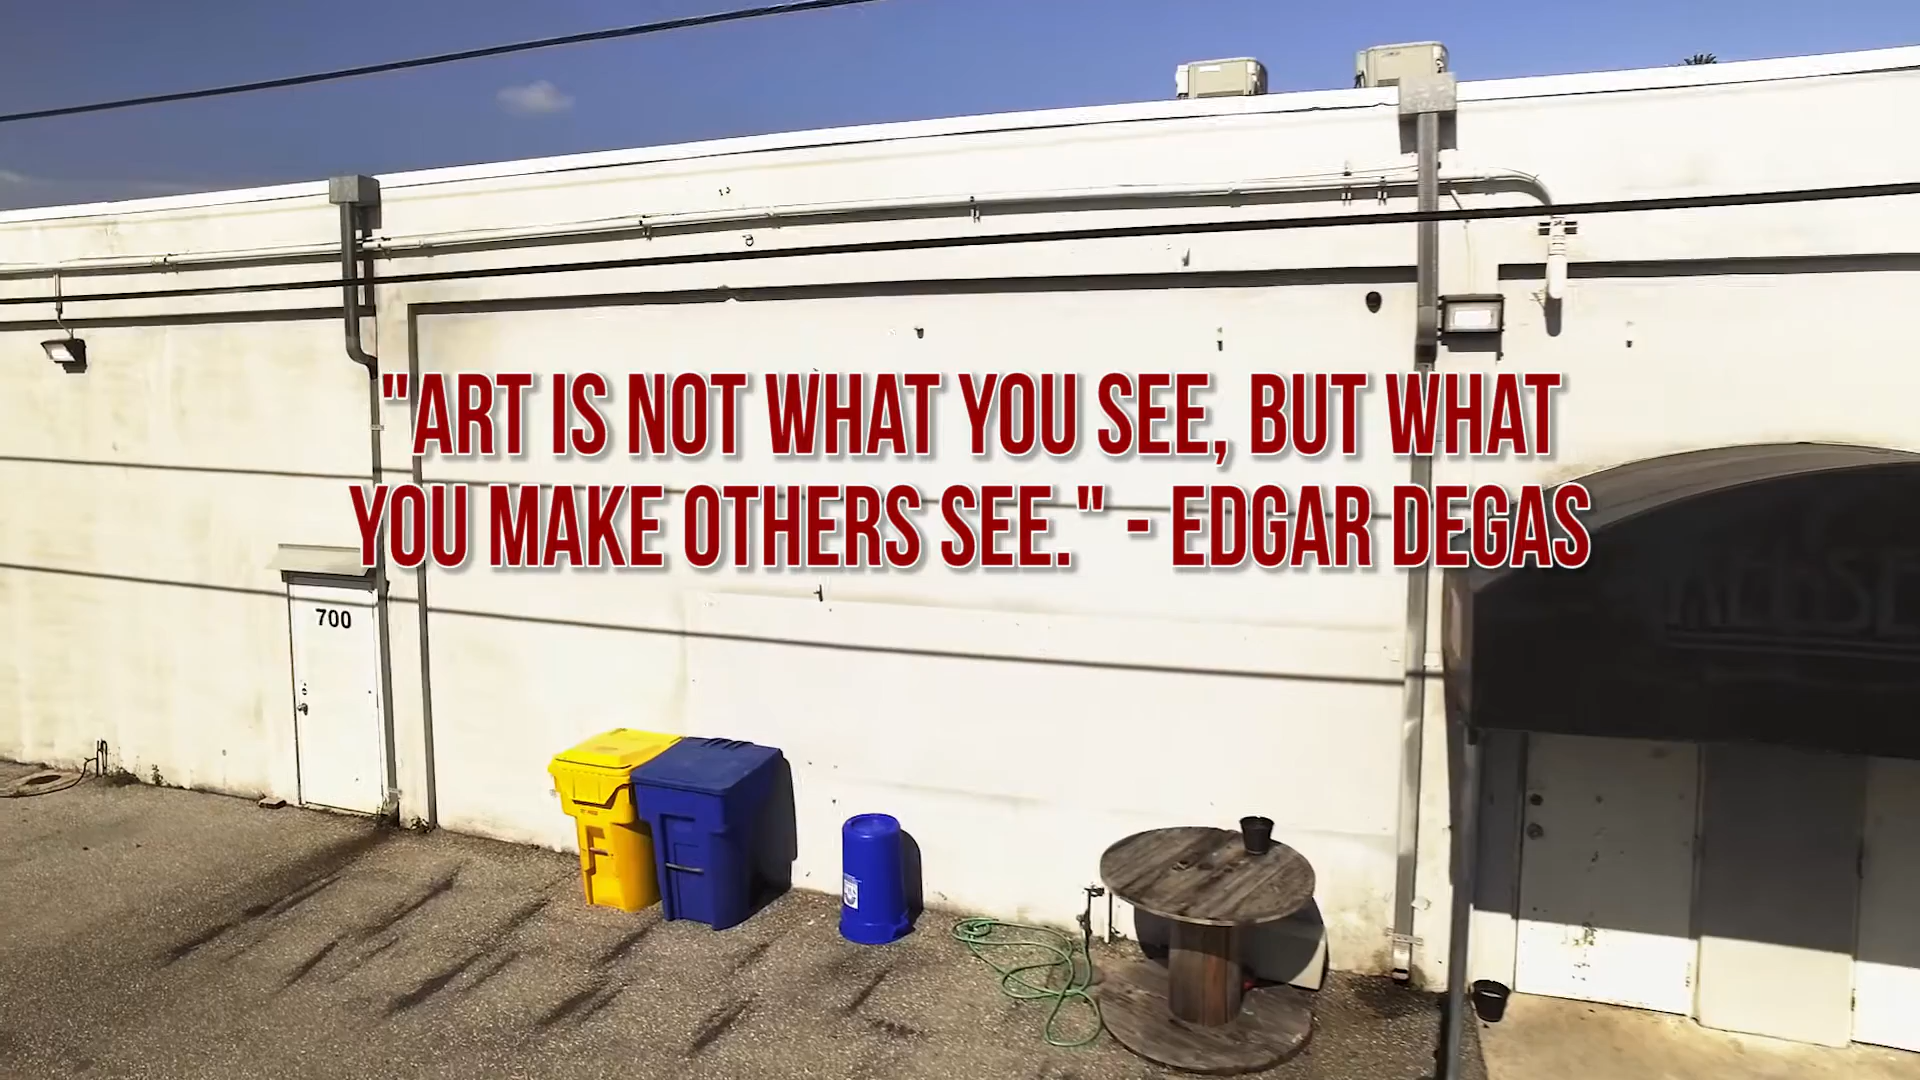 "ART IS NOT WHAT YOU SEE, BUT WHAT
YOU MAKE OTHERS SEE." - EDGAR DEGAS
700